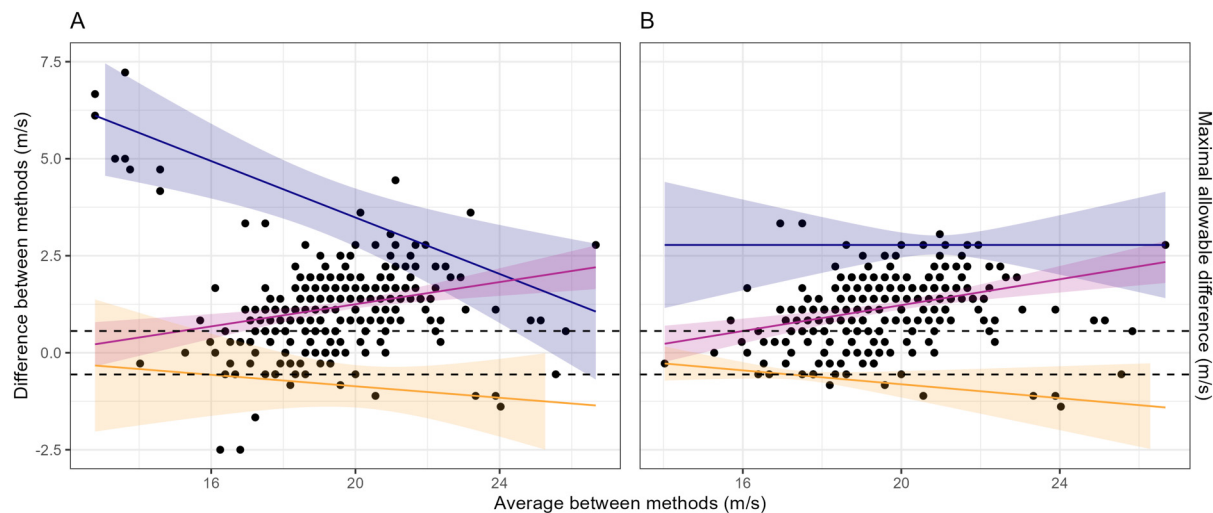 A
B
7.5
5.0
2.5
0.0
-2.5
Difference between methods (m/s)
Maximal allowable difference (m/s)
16
20
24
16
20
24
Average between methods (m/s)